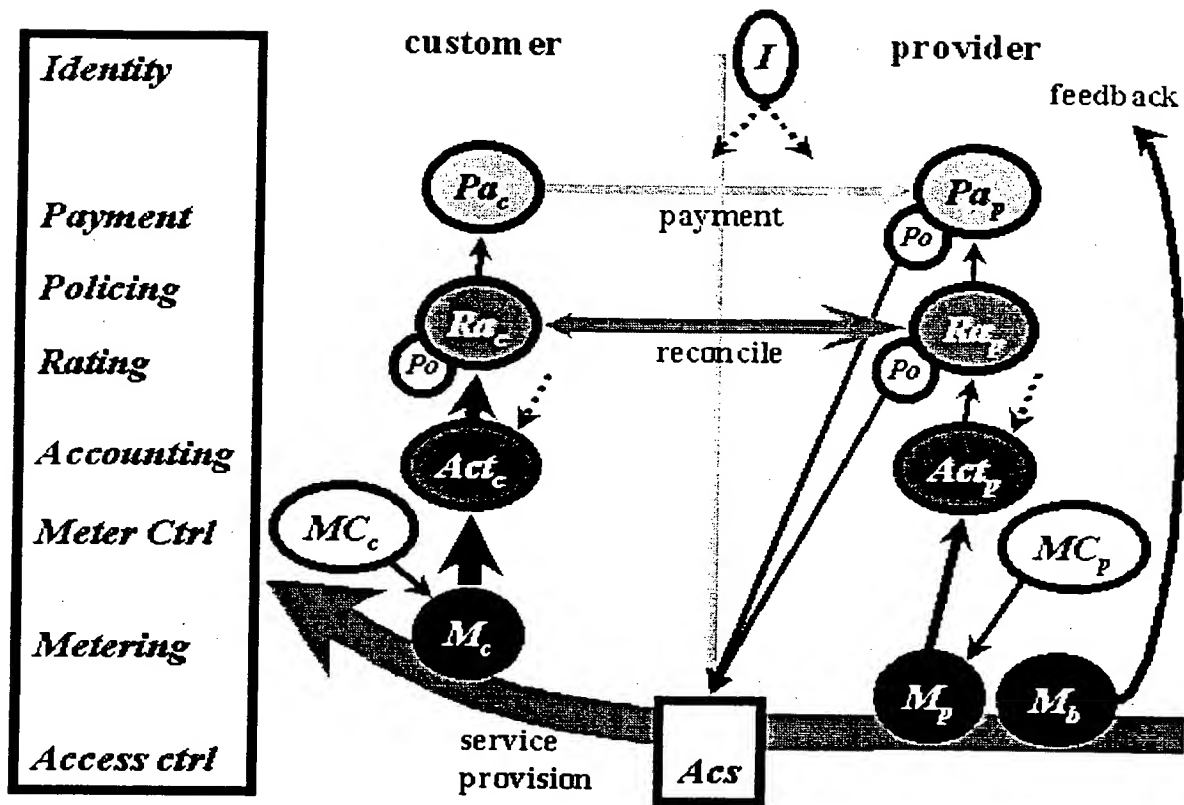 Identity
Payment
Policing
Rating
Accounting
Meter Ctrl
Metering
Access ctrl
customer
I
provider
feedback
Pa_c
payment
Pa_p
Po
Ra_c
Po
reconcile
Ra_p
Po
Act_c
Act_p
MC_c
MC_p
M_c
M_p
M_b
service
provision
Acs